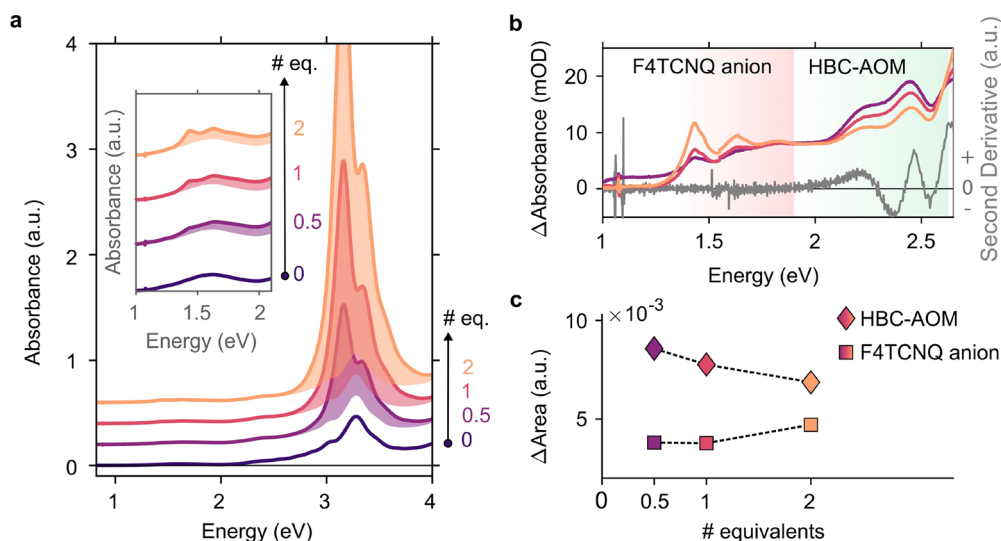 a
4
3
2
1
0
Absorbance (a.u.)
1
2
3
4
Energy (eV)
# eq.
2
1
0.5
0
Absorbance (a.u.)
1
1.5
2
Energy (eV)
# eq.
2
1
0.5
0
b
F4TCNQ anion
HBC-AOM
20
10
0
ΔAbsorbance (mOD)
+
0
-
Second Derivative (a.u.)
1
1.5
2
2.5
Energy (eV)
c
10
× 10-3
5
ΔArea (a.u.)
HBC-AOM
F4TCNQ anion
0
0.5
1
2
# equivalents